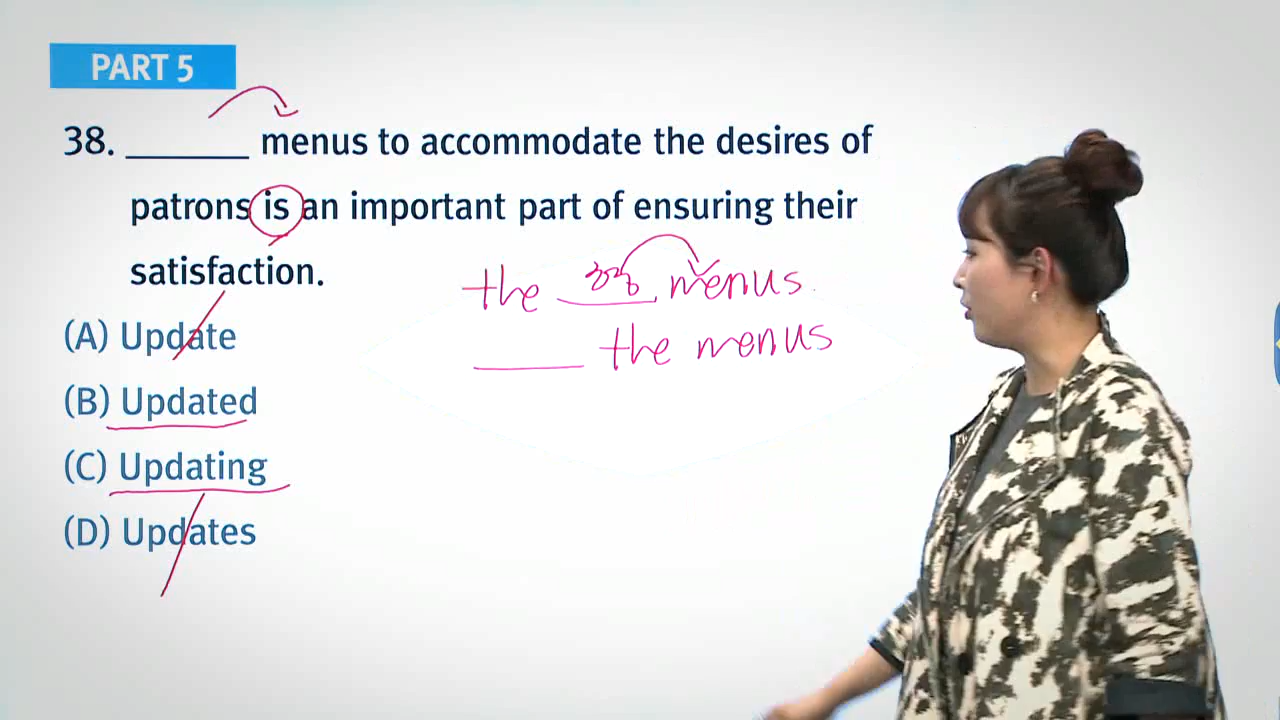 PART 5
38. ______ menus to accommodate the desires of
patrons is an important part of ensuring their
satisfaction.
the ____ menus.
____ the menus
(A) Update
(B) Updated
(C) Updating
(D) Updates